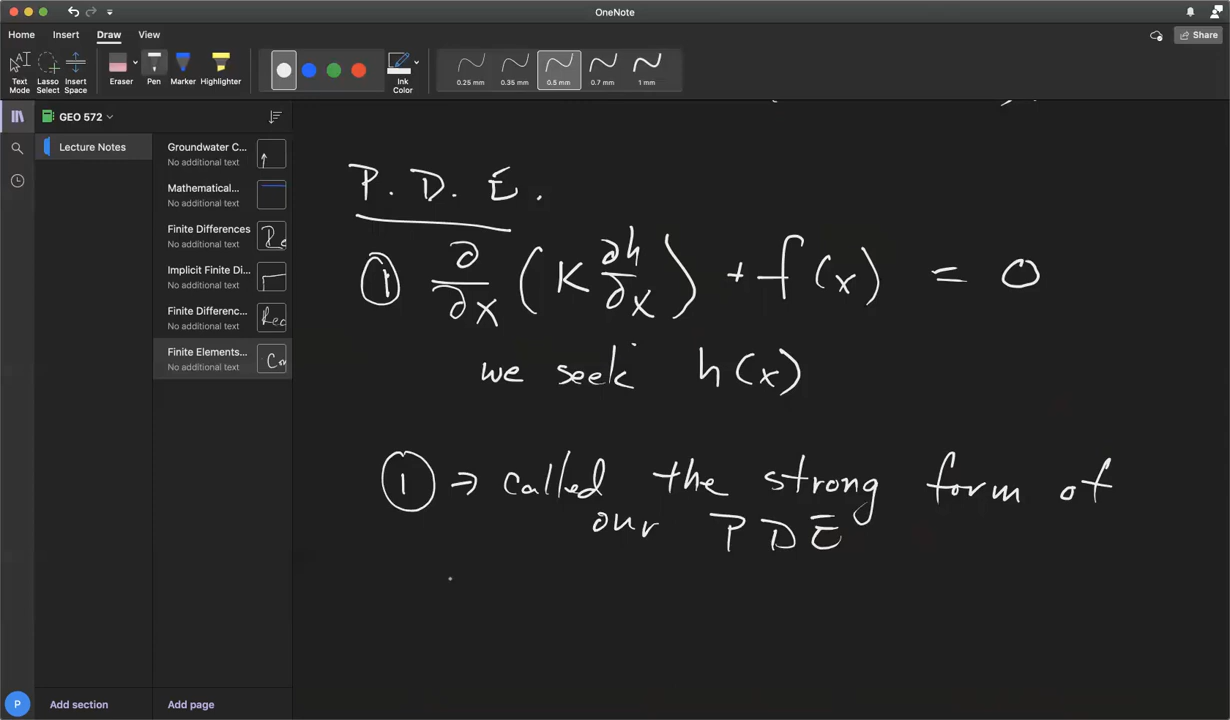 OneNote
Home Insert Draw View
Share
Text Mode
Lasso Select
Insert Space
Eraser
Pen
Marker
Highlighter
0.25 mm
0.35 mm
0.5 mm
0.7 mm
1 mm
Ink Color
GEO 572
Lecture Notes
Groundwater C...
No additional text
Mathematical...
No additional text
Finite Differences
No additional text
Implicit Finite Di...
No additional text
Finite Differenc...
No additional text
Finite Elements...
No additional text
P. D. E.
① ∂/∂x (K ∂h/∂x) + f(x) = 0
we seek h(x)
① → called the strong form of
our PDE
P
Add section
Add page